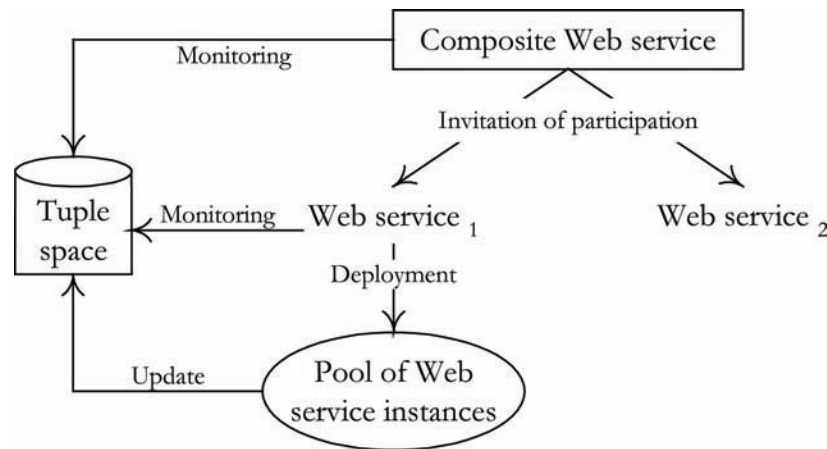 Composite Web service
Monitoring
Invitation of participation
Tuple
space
Monitoring
Web service 1
Web service 2
Deployment
Pool of Web
service instances
Update